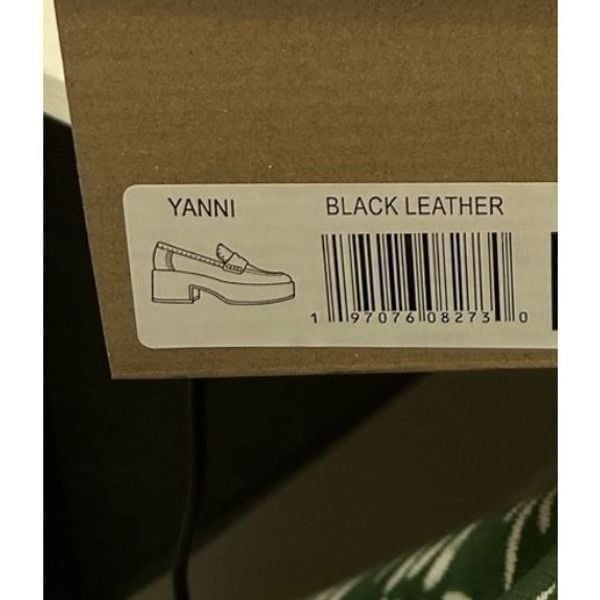 YANNI
BLACK LEATHER
1 97076 08273 0